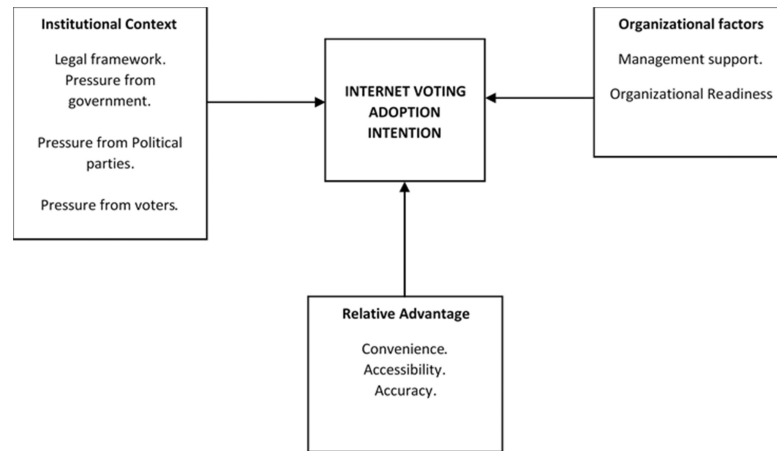 Institutional Context
Legal framework.
Pressure from
government.
Pressure from Political
parties.
Pressure from voters.
INTERNET VOTING
ADOPTION
INTENTION
Organizational factors
Management support.
Organizational Readiness
Relative Advantage
Convenience.
Accessibility.
Accuracy.